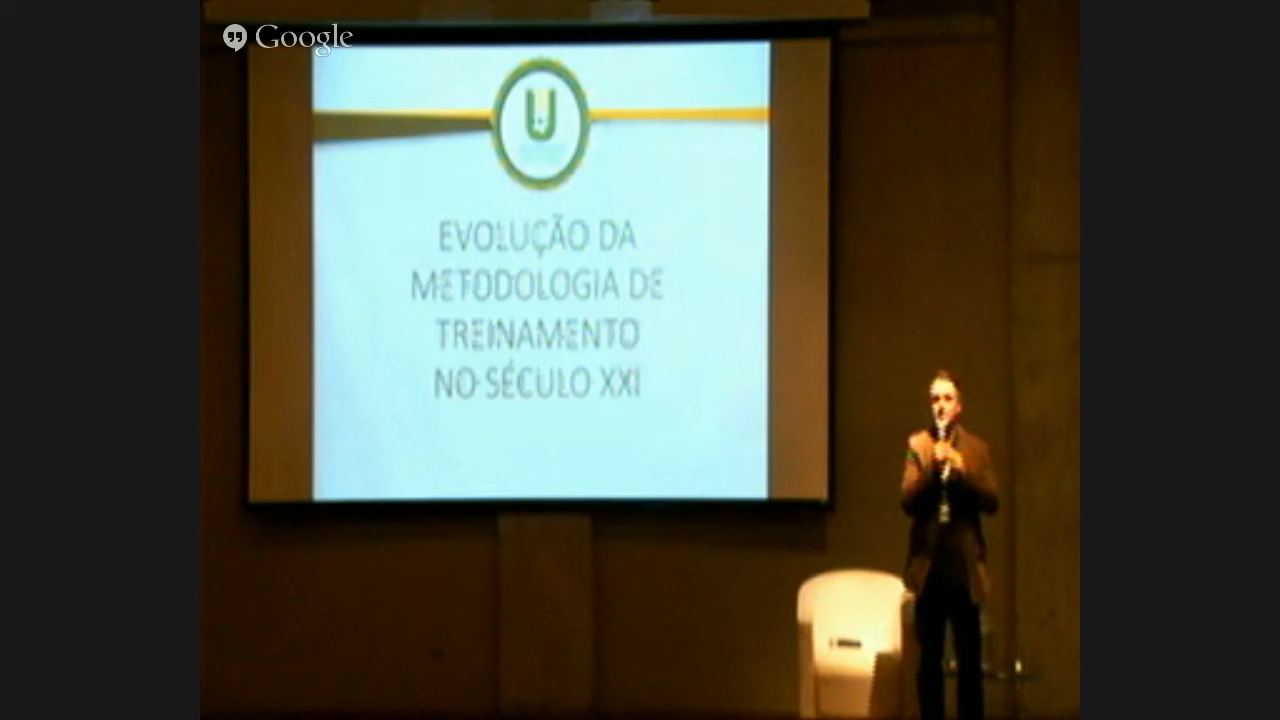 Google
U
EVOLUÇÃO DA
METODOLOGIA DE
TREINAMENTO
NO SÉCULO XXI